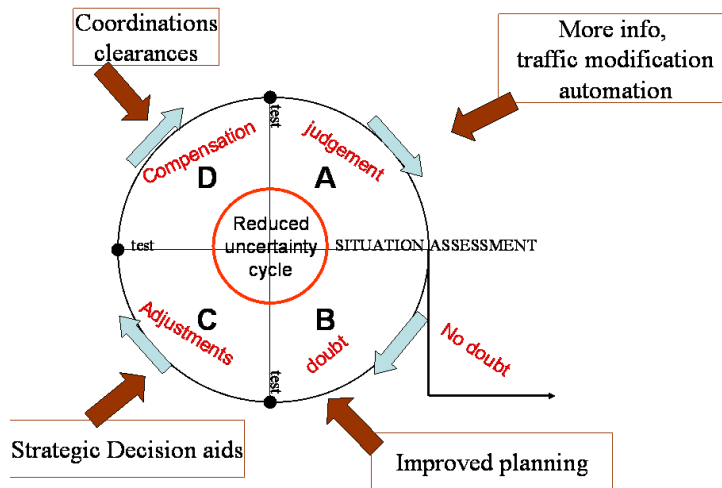 Coordinations
clearances
More info,
traffic modification
automation
test
Compensation
judgement
D
A
Reduced
uncertainty
cycle
test
SITUATION ASSESSMENT
C
B
Adjustments
doubt
No doubt
test
Strategic Decision aids
Improved planning